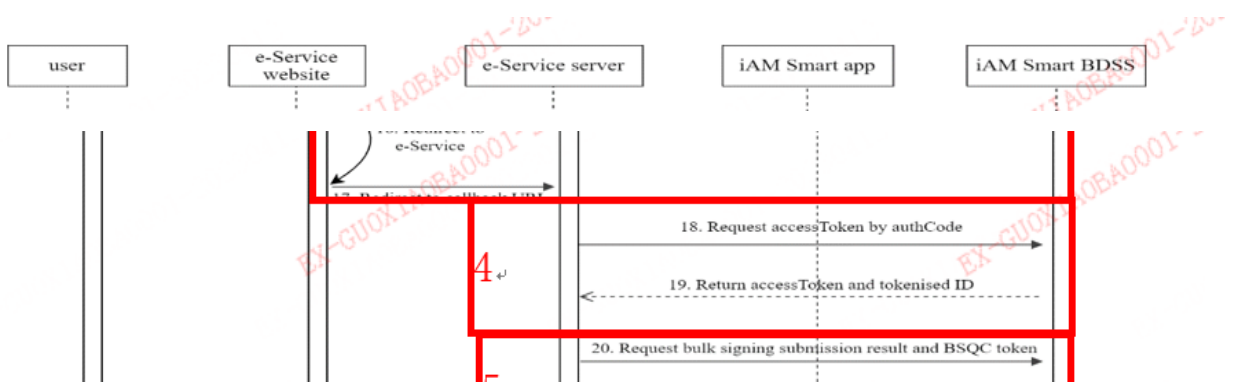 user
e-Service
website
e-Service server
iAM Smart app
iAM Smart BDSS
e-Service
18. Request accessToken by authCode
4
19. Return accessToken and tokenised ID
20. Request bulk signing submission result and BSQC token
5